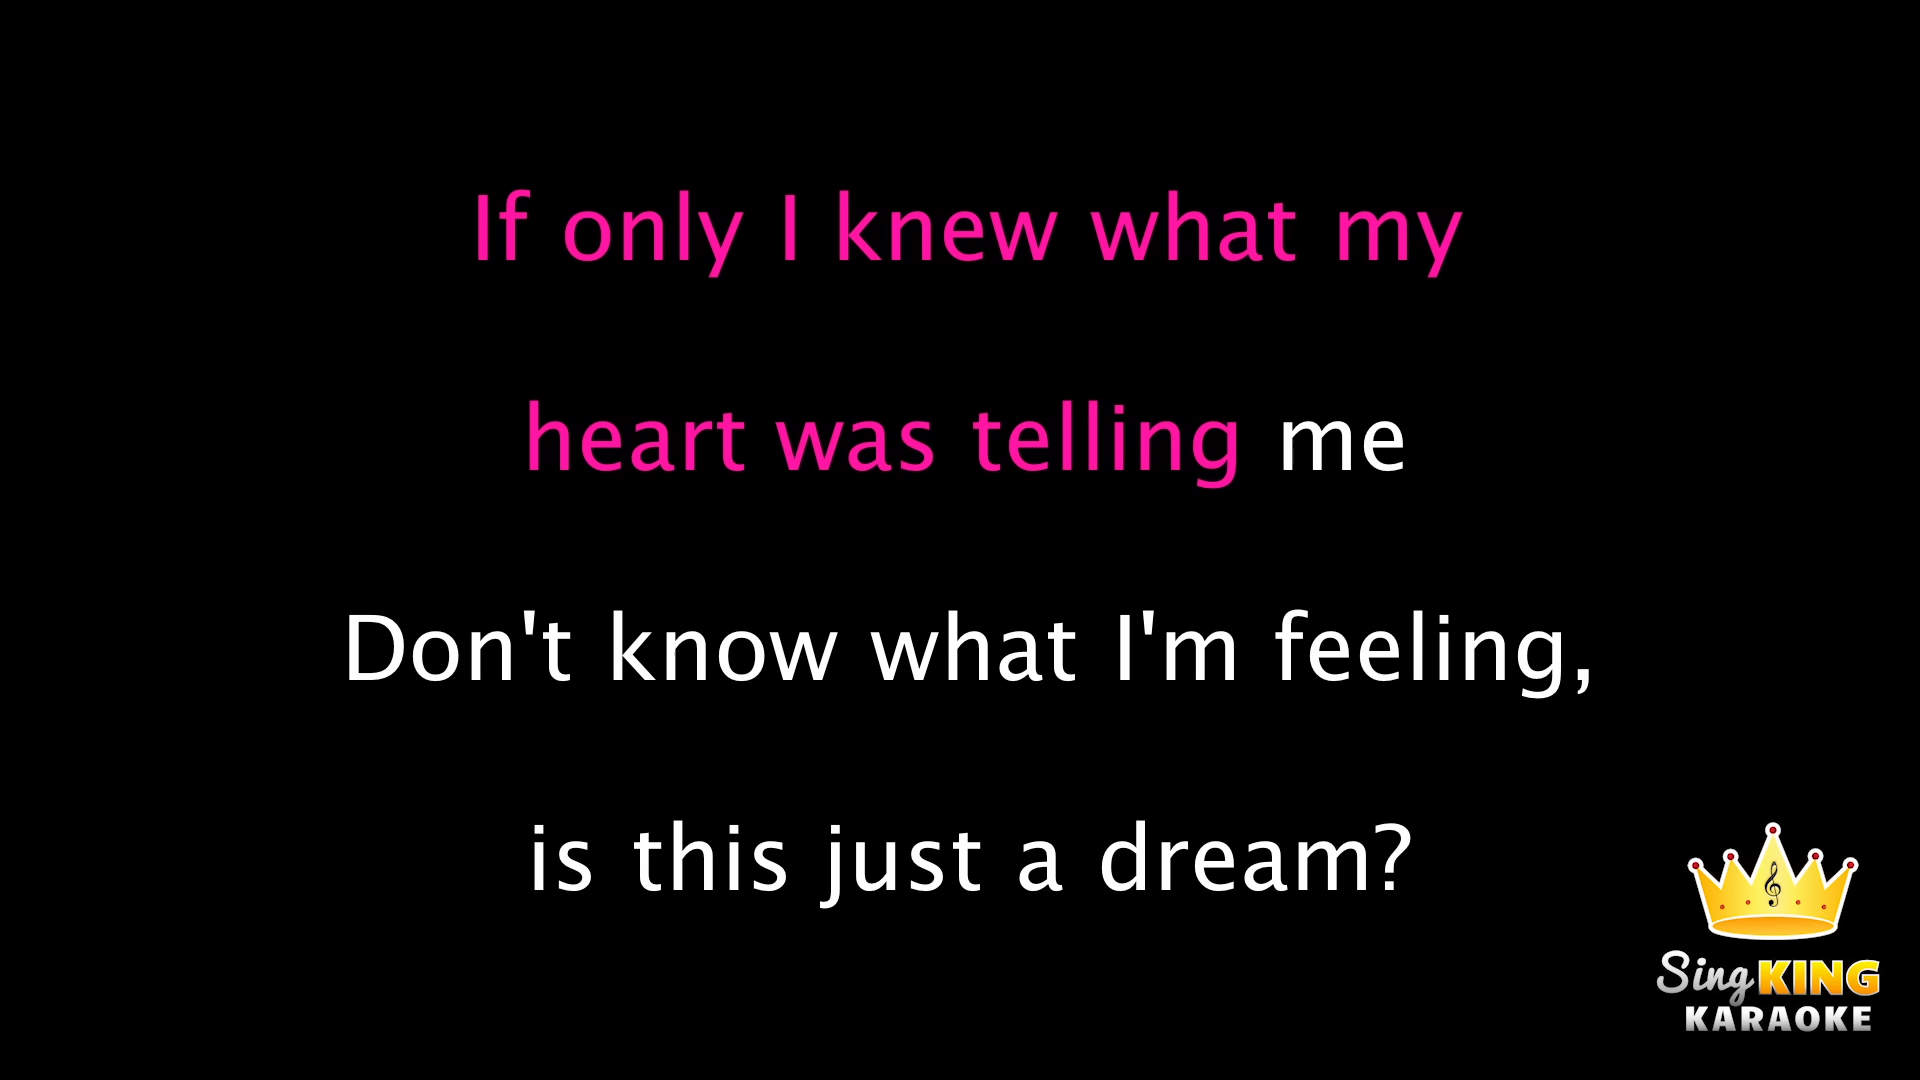 If only I knew what my
heart was telling me
Don't know what I'm feeling,
is this just a dream?
Sing KING
KARAOKE